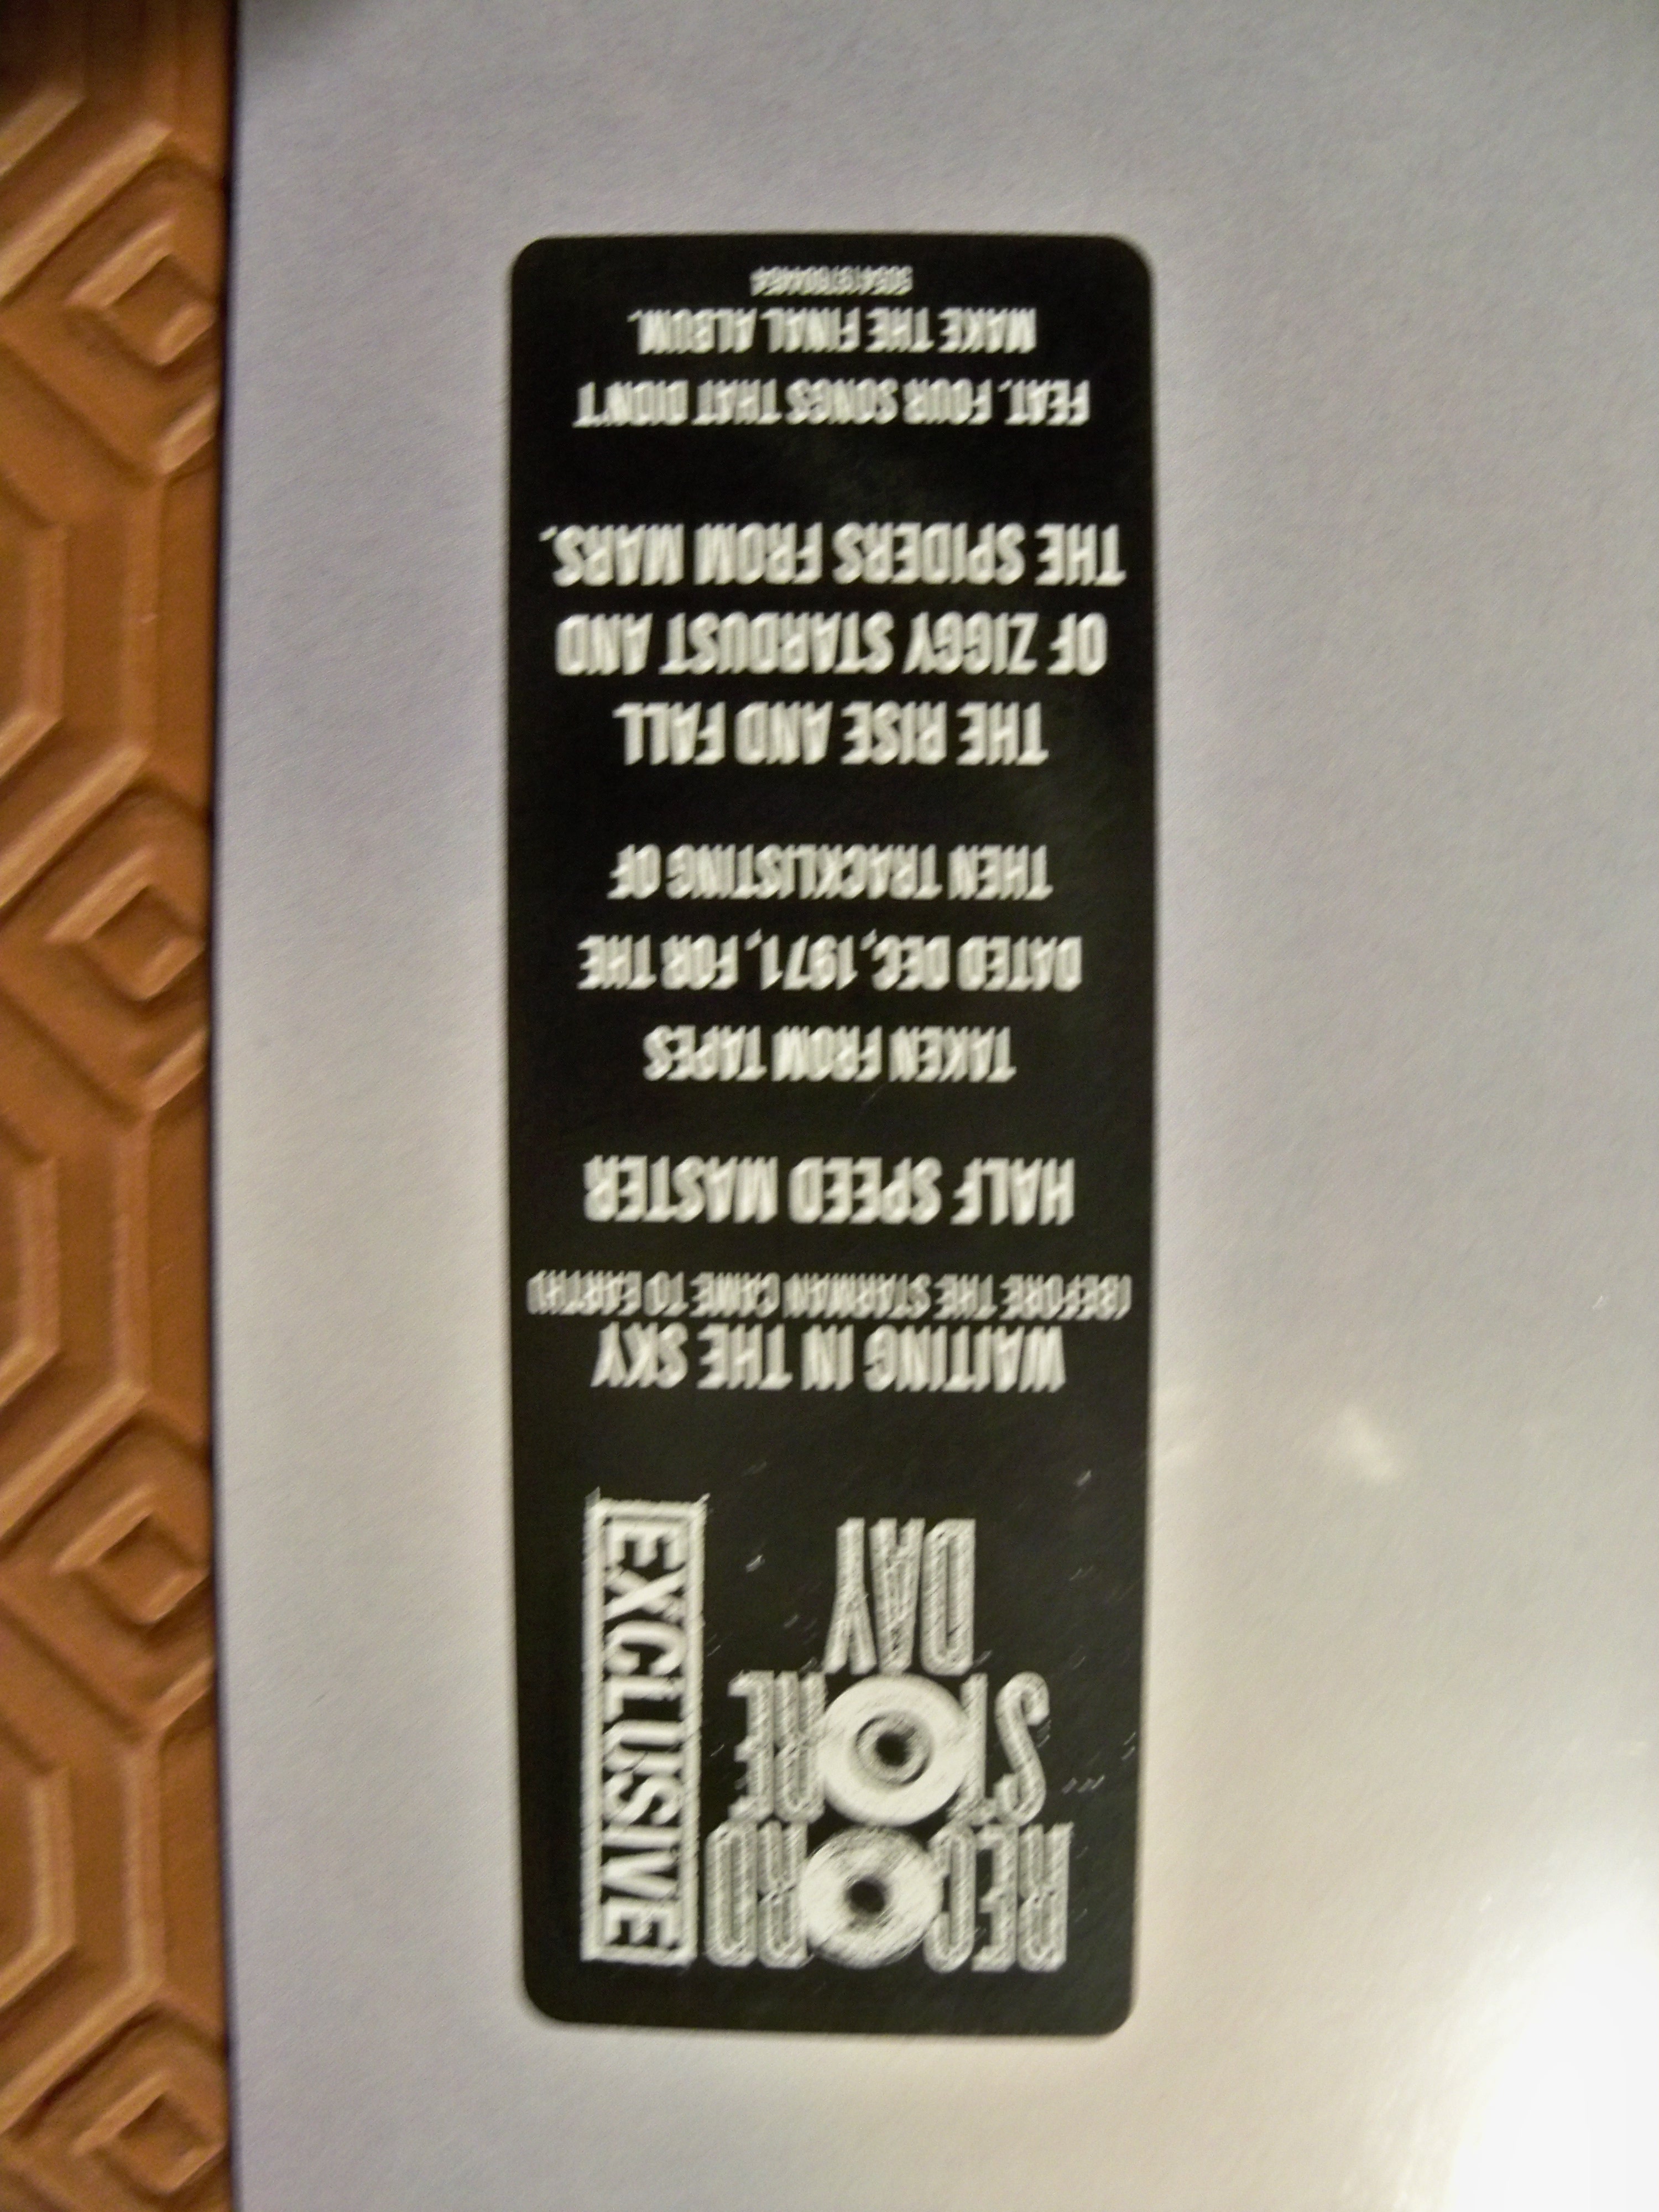 RECORD
STORE
DAY
EXCLUSIVE
WAITING IN THE SKY
(BEFORE THE STARMAN CAME TO EARTH)
HALF SPEED MASTER
TAKEN FROM TAPES
DATED DEC, 1971, FOR THE
THEN TRACKLISTING OF
THE RISE AND FALL
OF ZIGGY STARDUST AND
THE SPIDERS FROM MARS.
FEAT. FOUR SONGS THAT DIDN'T
MAKE THE FINAL ALBUM.